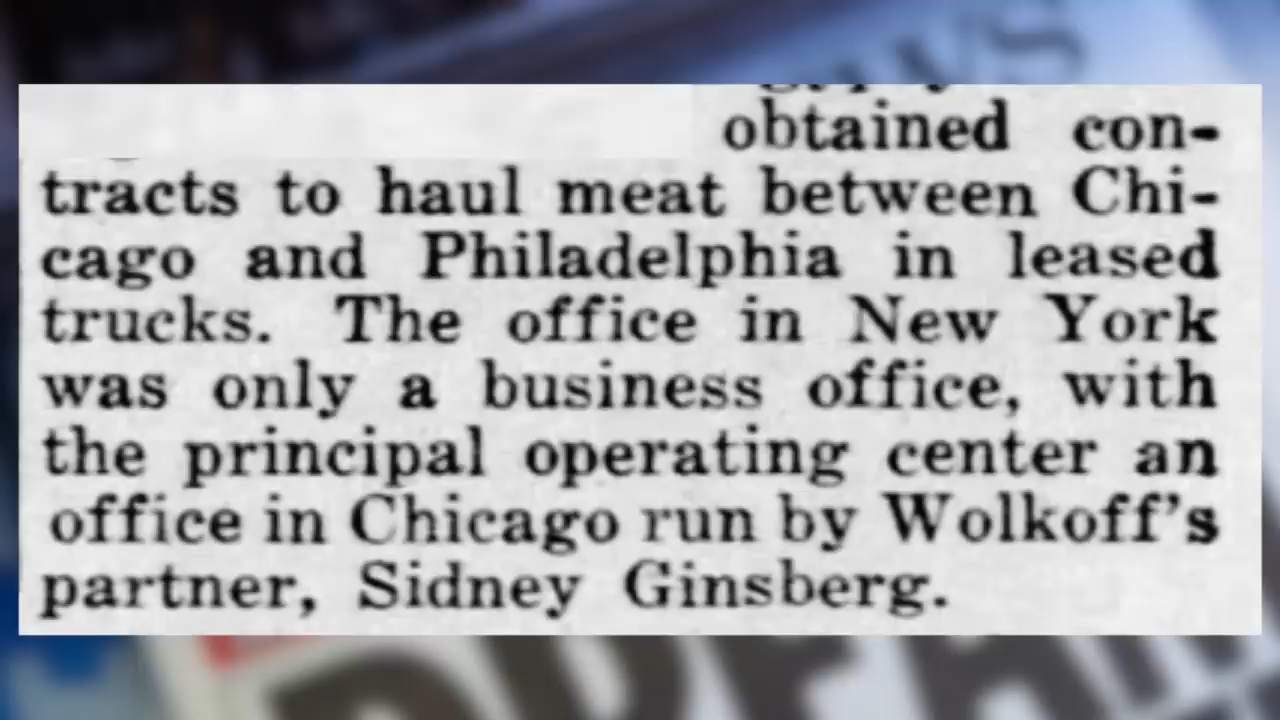 obtained con-
tracts to haul meat between Chi-
cago and Philadelphia in leased
trucks. The office in New York
was only a business office, with
the principal operating center an
office in Chicago run by Wolkoff's
partner, Sidney Ginsberg.